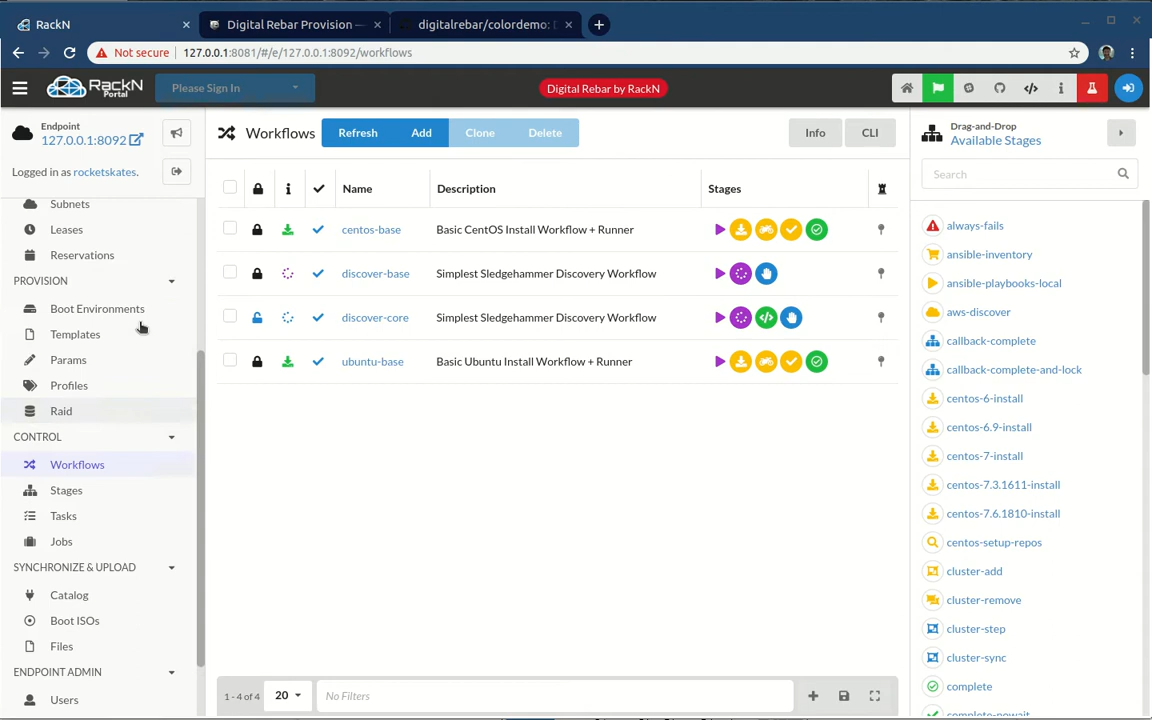 RackN
Digital Rebar Provision —
digitalrebar/colordemo: D
Not secure
127.0.0.1:8081/#/e/127.0.0.1:8092/workflows
RackN
Portal
Please Sign In
Digital Rebar by RackN
Endpoint
127.0.0.1:8092
Logged in as rocketskates.
Subnets
Leases
Reservations
PROVISION
Boot Environments
Templates
Params
Profiles
Raid
CONTROL
Workflows
Stages
Tasks
Jobs
SYNCHRONIZE & UPLOAD
Catalog
Boot ISOs
Files
ENDPOINT ADMIN
Users
Workflows
Refresh
Add
Clone
Delete
Info
CLI
Name
Description
Stages
centos-base
Basic CentOS Install Workflow + Runner
discover-base
Simplest Sledgehammer Discovery Workflow
discover-core
Simplest Sledgehammer Discovery Workflow
ubuntu-base
Basic Ubuntu Install Workflow + Runner
1 - 4 of 4
20
No Filters
Drag-and-Drop
Available Stages
Search
always-fails
ansible-inventory
ansible-playbooks-local
aws-discover
callback-complete
callback-complete-and-lock
centos-6-install
centos-6.9-install
centos-7-install
centos-7.3.1611-install
centos-7.6.1810-install
centos-setup-repos
cluster-add
cluster-remove
cluster-step
cluster-sync
complete
complete-nowait